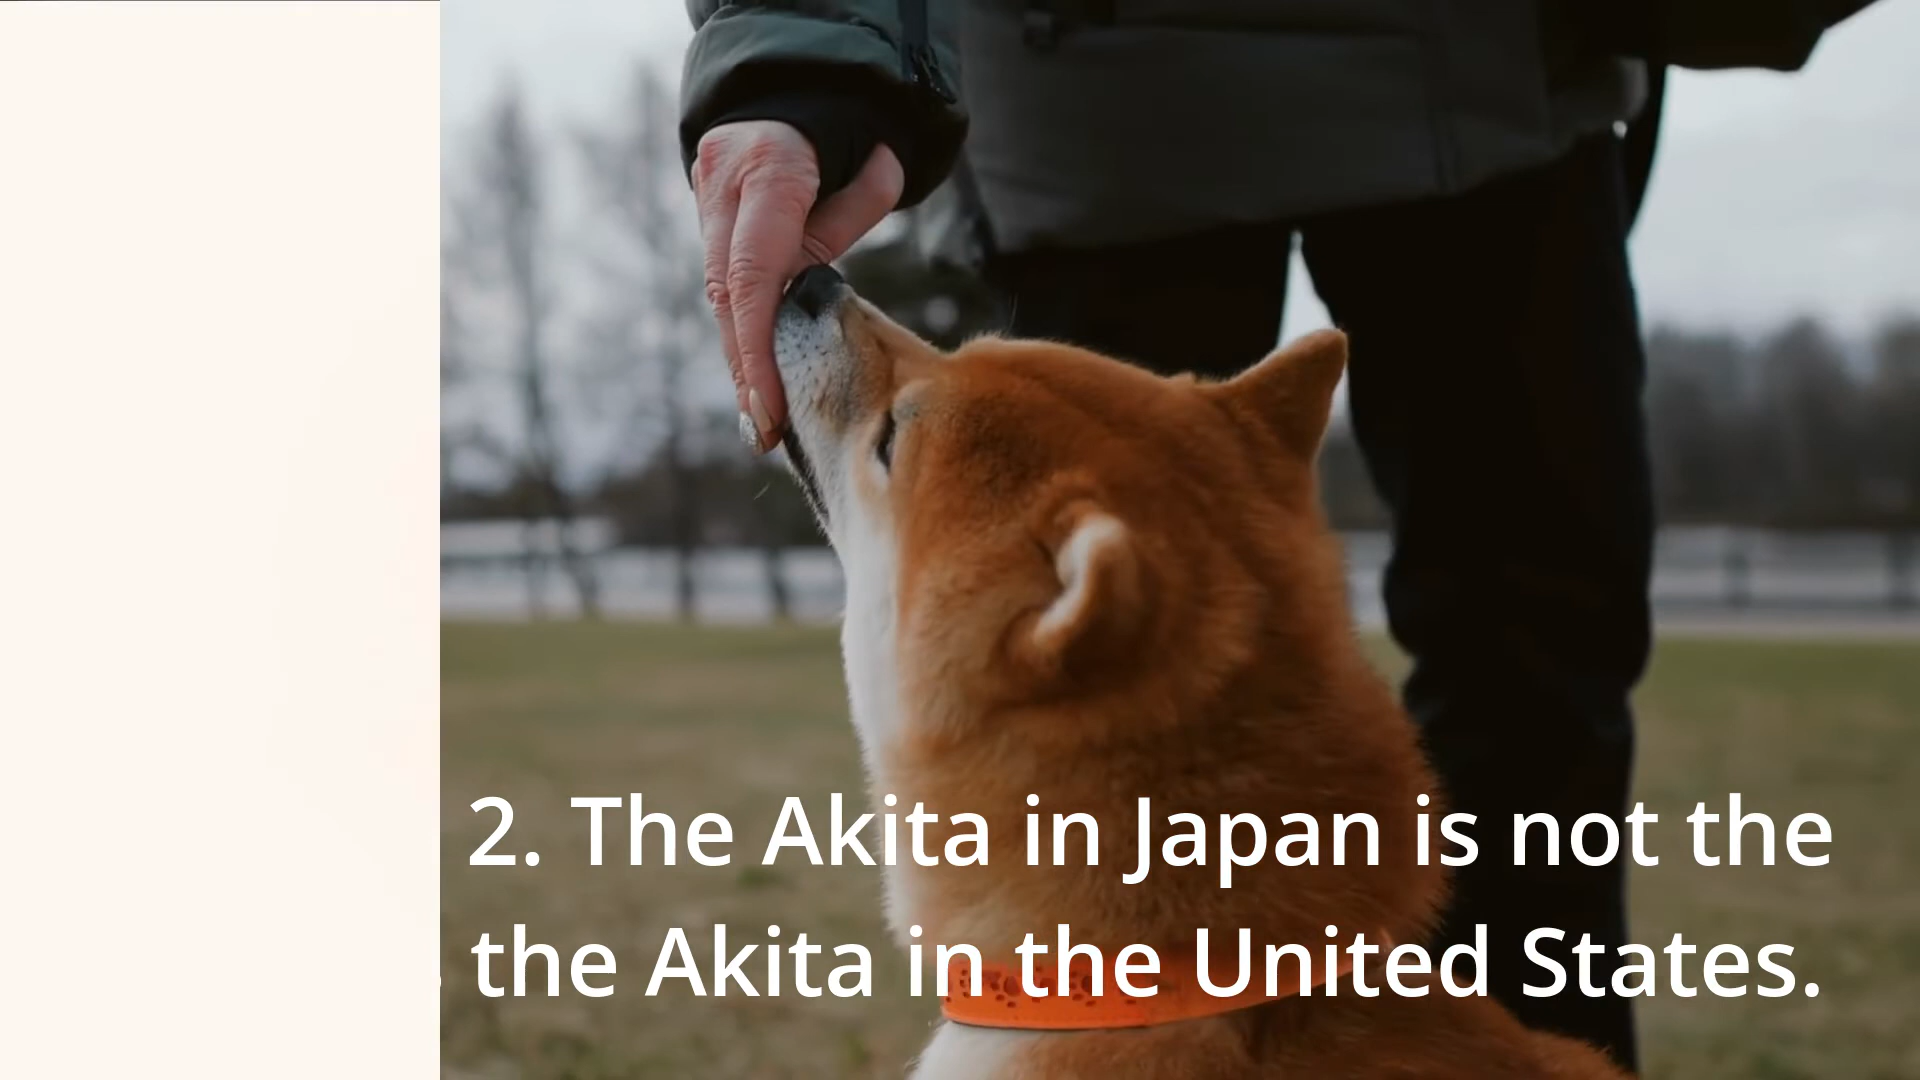 2. The Akita in Japan is not the
the Akita in the United States.